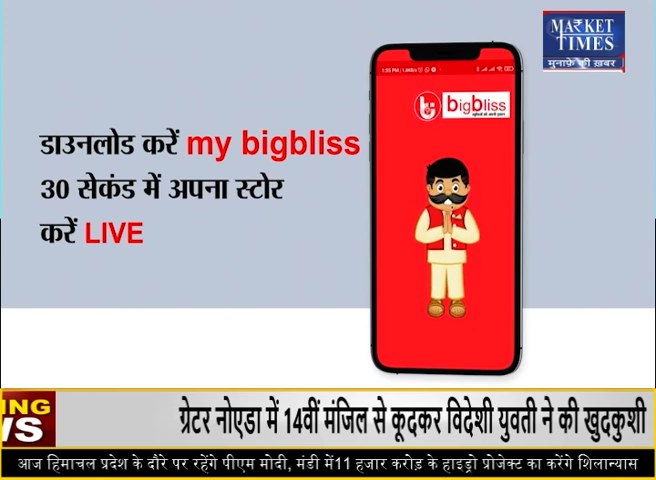 MARKET
TIMES
मुनाफ़े की ख़बर
bigbliss
डाउनलोड करें my bigbliss
30 सेकंड में अपना स्टोर
करें LIVE
ING
WS
ग्रेटर नोएडा में 14वीं मंजिल से कूदकर विदेशी युवती ने की खुदकुशी
आज हिमाचल प्रदेश के दौरे पर रहेंगे पीएम मोदी, मंडी में11 हजार करोड़ के हाइड्रो प्रोजेक्ट का करेंगे शिलान्यास